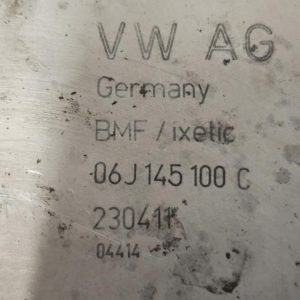 VW AG
Germany
BMF / ixetic
06J 145 100 C
230411
04414